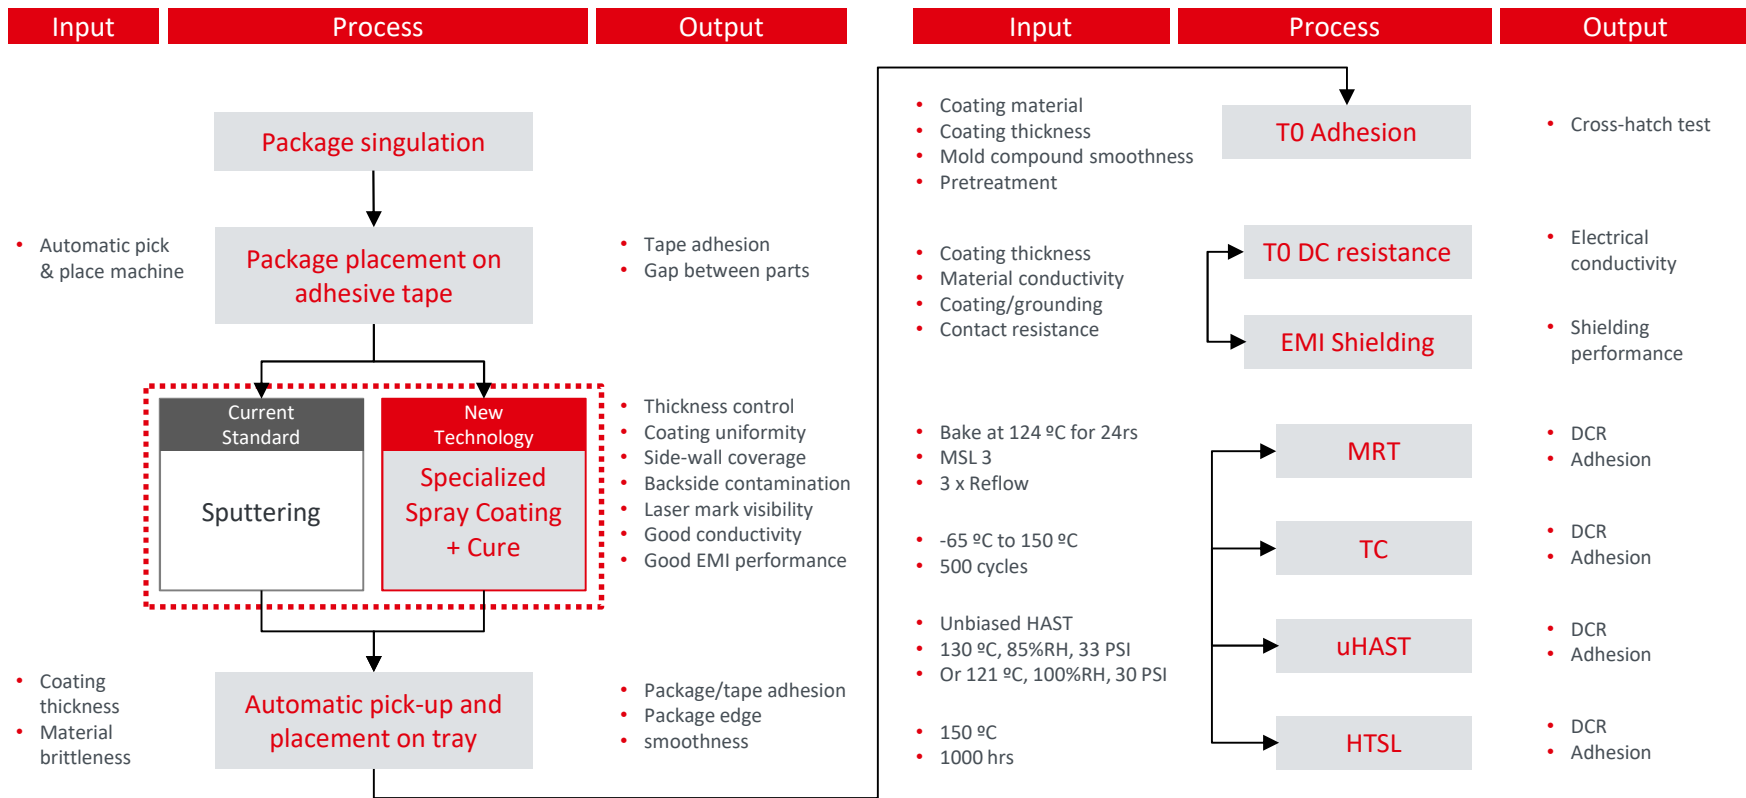 Input
Process
Output
Package singulation
• Automatic pick
& place machine
Package placement on
adhesive tape
• Tape adhesion
• Gap between parts
Current
Standard
Sputtering
New
Technology
Specialized
Spray Coating
+ Cure
• Thickness control
• Coating uniformity
• Side-wall coverage
• Backside contamination
• Laser mark visibility
• Good conductivity
• Good EMI performance
• Coating
thickness
• Material
brittleness
Automatic pick-up and
placement on tray
• Package/tape adhesion
• Package edge
• smoothness
Input
Process
Output
• Coating material
• Coating thickness
• Mold compound smoothness
• Pretreatment
T0 Adhesion
• Cross-hatch test
• Coating thickness
• Material conductivity
• Coating/grounding
• Contact resistance
T0 DC resistance
• Electrical
conductivity
EMI Shielding
• Shielding
performance
• Bake at 124 ºC for 24rs
• MSL 3
• 3 x Reflow
MRT
• DCR
• Adhesion
• -65 ºC to 150 ºC
• 500 cycles
TC
• DCR
• Adhesion
• Unbiased HAST
• 130 ºC, 85%RH, 33 PSI
• Or 121 ºC, 100%RH, 30 PSI
uHAST
• DCR
• Adhesion
• 150 ºC
• 1000 hrs
HTSL
• DCR
• Adhesion